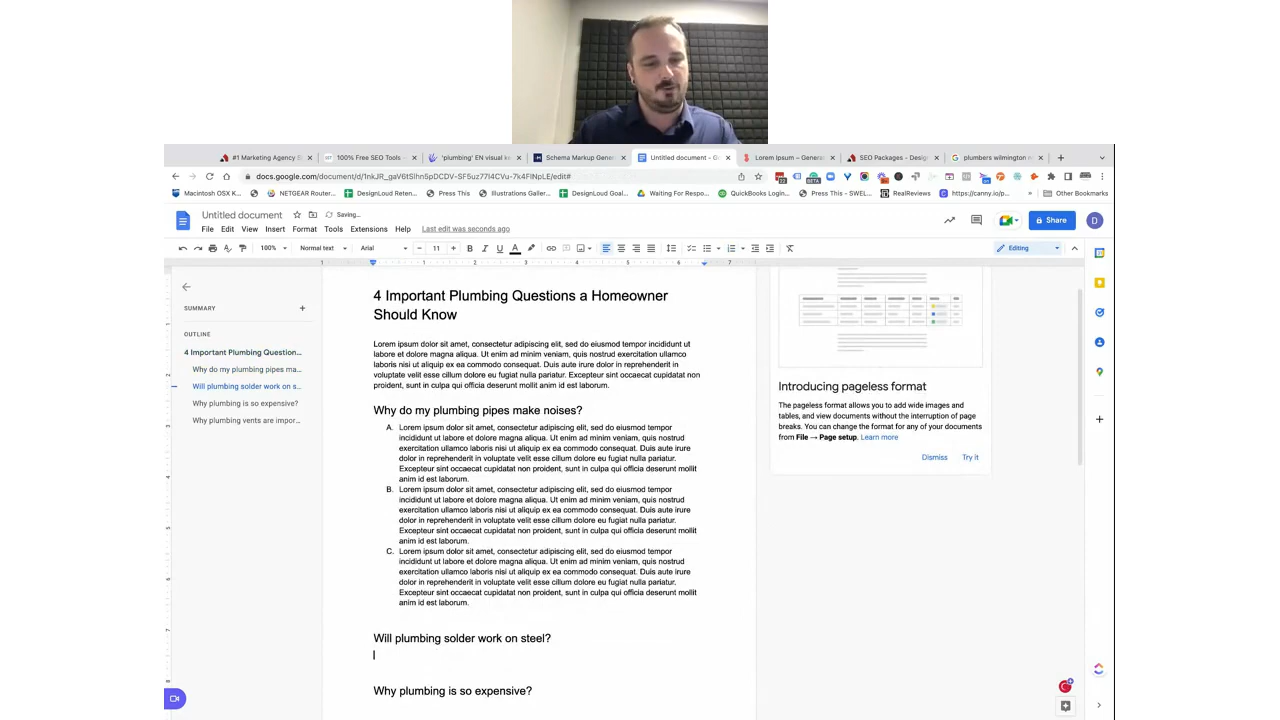 #1 Marketing Agency E
100% Free SEO Tools -
'plumbing' EN visual ke
Schema Markup Gene
Untitled document - G
Lorem Ipsum – Genera
SEO Packages - Design
plumbers wilmington n
docs.google.com/document/d/1nkJR_gaV6tSlhn5pDCDV-SF5uz77I4CVu-7k4FlNpLE/edit#
Macintosh OSX K...
NETGEAR Router...
DesignLoud Reten...
Press This
Illustrations Galler...
DesignLoud Goal...
Waiting For Respo...
QuickBooks Login...
Press This - SWEL...
RealReviews
https://canny.io/p...
Other Bookmarks
Untitled document
Saving...
File Edit View Insert Format Tools Extensions Help Last edit was seconds ago
Share
D
100% Normal text Arial 11 Editing
1 1 2 3 4 5 6 7
SUMMARY
OUTLINE
4 Important Plumbing Question...
Why do my plumbing pipes ma...
Will plumbing solder work on s...
Why plumbing is so expensive?
Why plumbing vents are impor...
4 Important Plumbing Questions a Homeowner
Should Know
Lorem ipsum dolor sit amet, consectetur adipiscing elit, sed do eiusmod tempor incididunt ut
labore et dolore magna aliqua. Ut enim ad minim veniam, quis nostrud exercitation ullamco
laboris nisi ut aliquip ex ea commodo consequat. Duis aute irure dolor in reprehenderit in
voluptate velit esse cillum dolore eu fugiat nulla pariatur. Excepteur sint occaecat cupidatat non
proident, sunt in culpa qui officia deserunt mollit anim id est laborum.
Why do my plumbing pipes make noises?
A. Lorem ipsum dolor sit amet, consectetur adipiscing elit, sed do eiusmod tempor
incididunt ut labore et dolore magna aliqua. Ut enim ad minim veniam, quis nostrud
exercitation ullamco laboris nisi ut aliquip ex ea commodo consequat. Duis aute irure
dolor in reprehenderit in voluptate velit esse cillum dolore eu fugiat nulla pariatur.
Excepteur sint occaecat cupidatat non proident, sunt in culpa qui officia deserunt mollit
anim id est laborum.
B. Lorem ipsum dolor sit amet, consectetur adipiscing elit, sed do eiusmod tempor
incididunt ut labore et dolore magna aliqua. Ut enim ad minim veniam, quis nostrud
exercitation ullamco laboris nisi ut aliquip ex ea commodo consequat. Duis aute irure
dolor in reprehenderit in voluptate velit esse cillum dolore eu fugiat nulla pariatur.
Excepteur sint occaecat cupidatat non proident, sunt in culpa qui officia deserunt mollit
anim id est laborum.
C. Lorem ipsum dolor sit amet, consectetur adipiscing elit, sed do eiusmod tempor
incididunt ut labore et dolore magna aliqua. Ut enim ad minim veniam, quis nostrud
exercitation ullamco laboris nisi ut aliquip ex ea commodo consequat. Duis aute irure
dolor in reprehenderit in voluptate velit esse cillum dolore eu fugiat nulla pariatur.
Excepteur sint occaecat cupidatat non proident, sunt in culpa qui officia deserunt mollit
anim id est laborum.
Will plumbing solder work on steel?
Why plumbing is so expensive?
Introducing pageless format
The pageless format allows you to add wide images and
tables, and view documents without the interruption of page
breaks. You can change the format for any of your documents
from File → Page setup. Learn more
Dismiss Try it